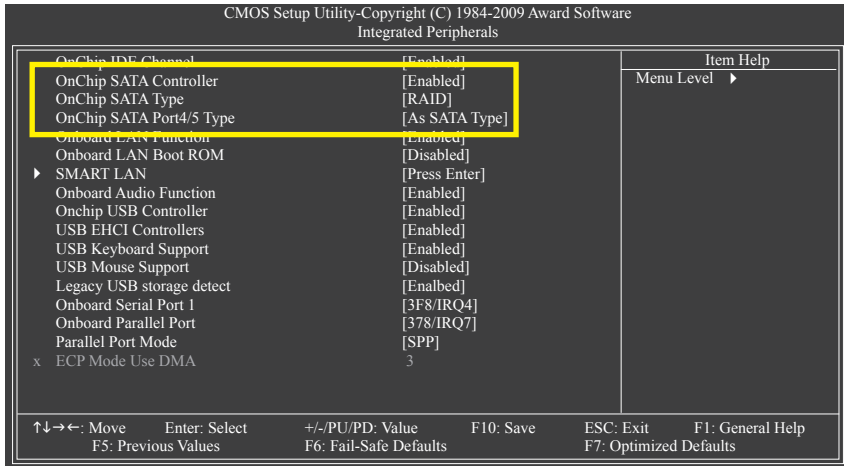 CMOS Setup Utility-Copyright (C) 1984-2009 Award Software
Integrated Peripherals
OnChip IDE Channel [Enabled]
OnChip SATA Controller [Enabled]
OnChip SATA Type [RAID]
OnChip SATA Port4/5 Type [As SATA Type]
Onboard LAN Function [Enabled]
Onboard LAN Boot ROM [Disabled]
SMART LAN [Press Enter]
Onboard Audio Function [Enabled]
Onchip USB Controller [Enabled]
USB EHCI Controllers [Enabled]
USB Keyboard Support [Enabled]
USB Mouse Support [Disabled]
Legacy USB storage detect [Enalbed]
Onboard Serial Port 1 [3F8/IRQ4]
Onboard Parallel Port [378/IRQ7]
Parallel Port Mode [SPP]
x ECP Mode Use DMA 3
Item Help
Menu Level
↑↓→←: Move Enter: Select +/-/PU/PD: Value F10: Save ESC: Exit F1: General Help
F5: Previous Values F6: Fail-Safe Defaults F7: Optimized Defaults